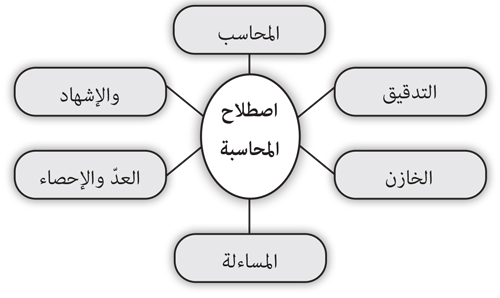 المحاسب
التدقيق
والإشهاد
اصطلاح
المحاسبة
الخازن
العدّ والإحصاء
المساءلة